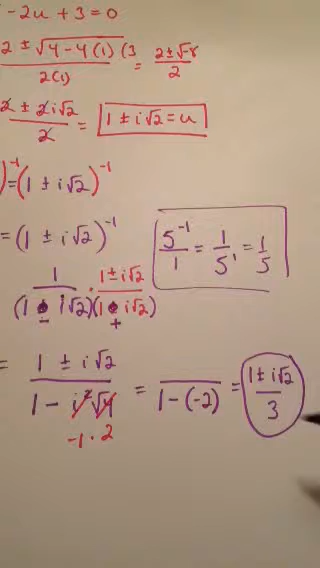 - 2u + 3 = 0
2 ± √4 - 4(1)(3 / 2(1) = 2 ± √-8 / 2
2 ± 2i√2 / 2 = 1 ± i√2 = u
)⁻¹ = (1 ± i√2)⁻¹
= (1 ± i√2)⁻¹
5⁻¹ / 1 = 1 / 5¹ = 1 / 5
1 / (1 ± i√2) · 1 ± i√2 / (1 ∓ i√2)
= 1 ± i√2 / 1 - i²√4 = / 1 - (-2) = 1 ± i√2 / 3
-1 · 2